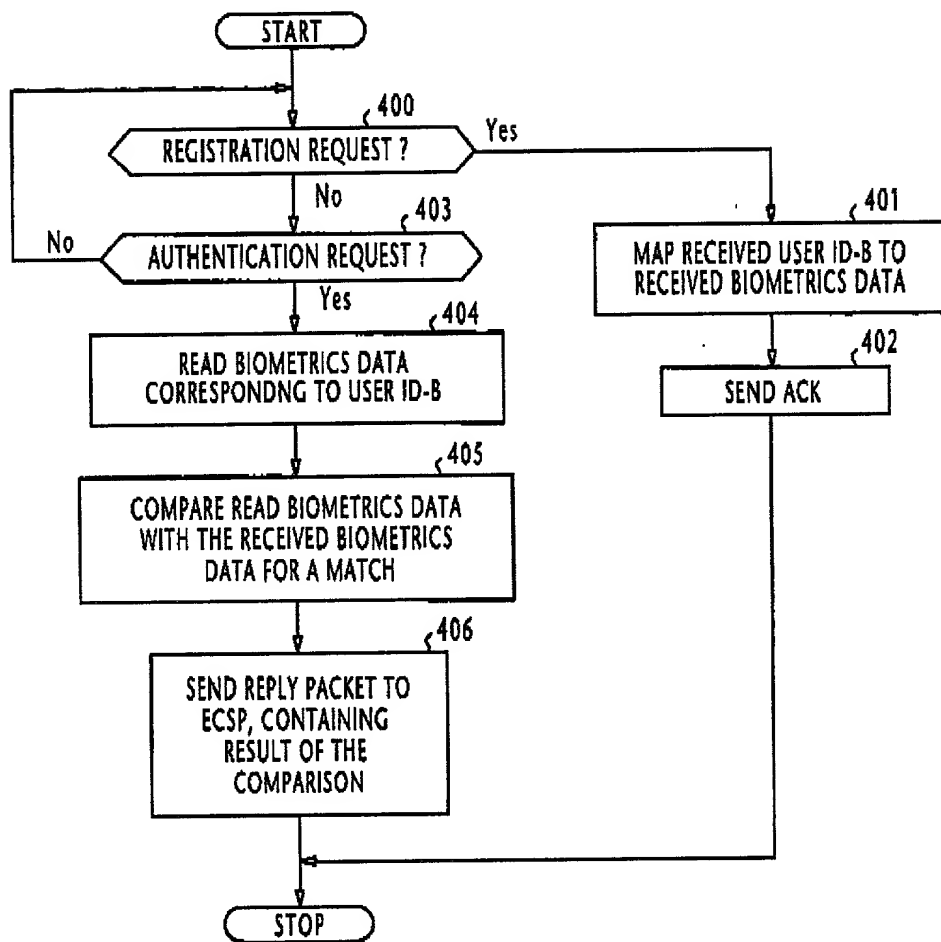 START
400
REGISTRATION REQUEST ?
Yes
No
403
No
AUTHENTICATION REQUEST ?
Yes
401
MAP RECEIVED USER ID-B TO
RECEIVED BIOMETRICS DATA
402
SEND ACK
404
READ BIOMETRICS DATA
CORRESPONDNG TO USER ID-B
405
COMPARE READ BIOMETRICS DATA
WITH THE RECEIVED BIOMETRICS
DATA FOR A MATCH
406
SEND REPLY PACKET TO
ECSP, CONTAINING
RESULT OF THE
COMPARISON
STOP